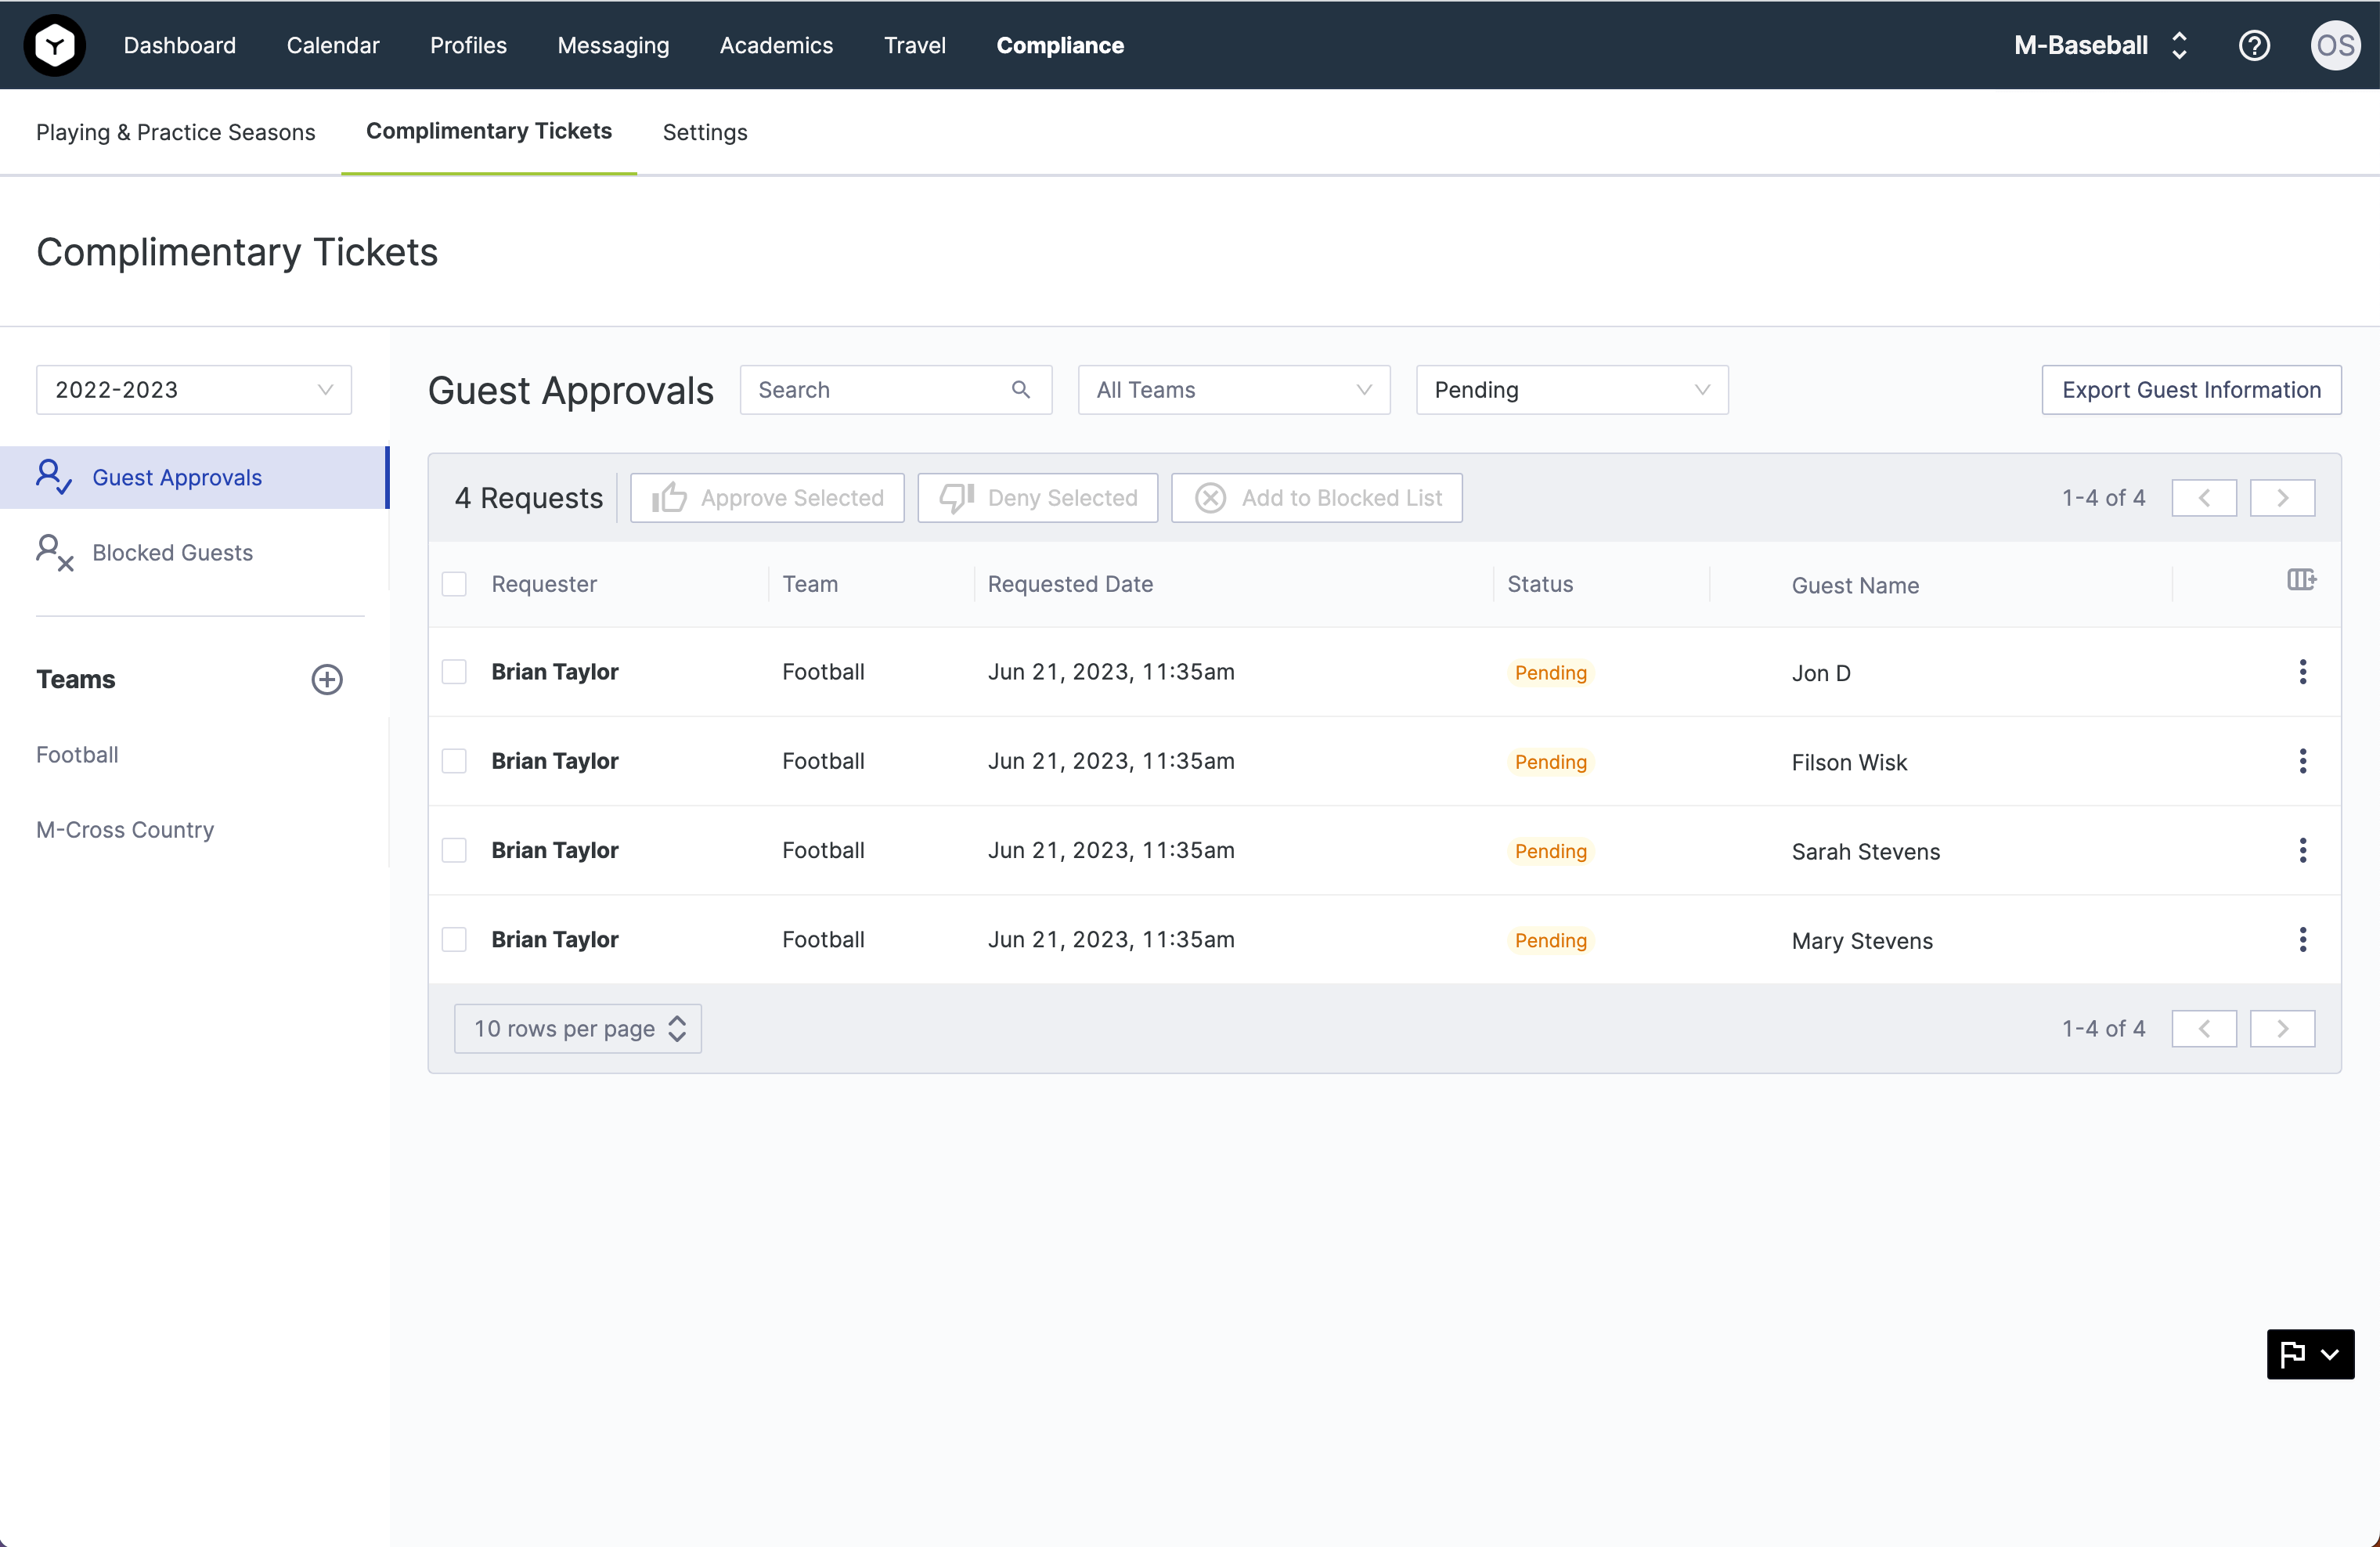 Dashboard Calendar Profiles Messaging Academics Travel Compliance M-Baseball OS
Playing & Practice Seasons Complimentary Tickets Settings
Complimentary Tickets
2022-2023
Guest Approvals
Blocked Guests
Teams
Football
M-Cross Country
Guest Approvals Search All Teams Pending Export Guest Information
4 Requests Approve Selected Deny Selected Add to Blocked List 1-4 of 4
Requester Team Requested Date Status Guest Name
Brian Taylor Football Jun 21, 2023, 11:35am Pending Jon D
Brian Taylor Football Jun 21, 2023, 11:35am Pending Filson Wisk
Brian Taylor Football Jun 21, 2023, 11:35am Pending Sarah Stevens
Brian Taylor Football Jun 21, 2023, 11:35am Pending Mary Stevens
10 rows per page 1-4 of 4